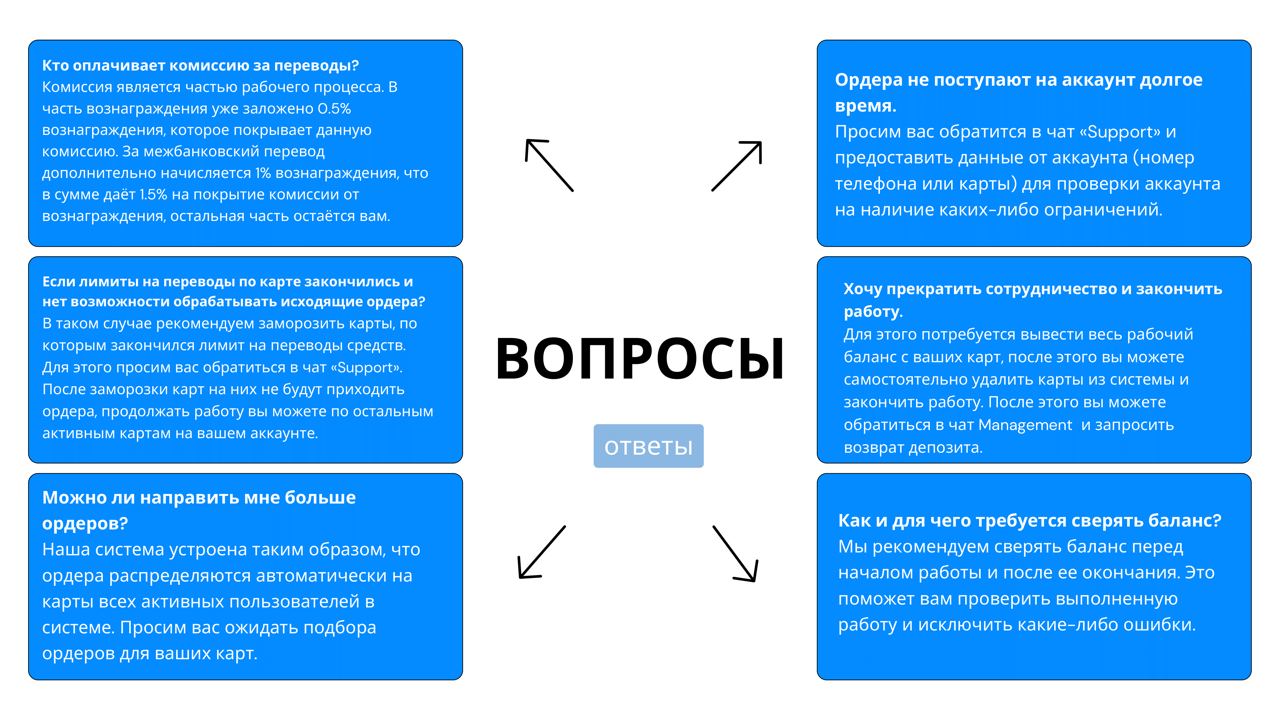 Кто оплачивает комиссию за переводы?
Комиссия является частью рабочего процесса. В
часть вознаграждения уже заложено 0.5%
вознаграждения, которое покрывает данную
комиссию. За межбанковский перевод
дополнительно начисляется 1% вознаграждения, что
в сумме даёт 1.5% на покрытие комиссии от
вознаграждения, остальная часть остаётся вам.
Если лимиты на переводы по карте закончились и
нет возможности обрабатывать исходящие ордера?
В таком случае рекомендуем заморозить карты, по
которым закончился лимит на переводы средств.
Для этого просим вас обратиться в чат «Support».
После заморозки карт на них не будут приходить
ордера, продолжать работу вы можете по остальным
активным картам на вашем аккаунте.
Можно ли направить мне больше
ордеров?
Наша система устроена таким образом, что
ордера распределяются автоматически на
карты всех активных пользователей в
системе. Просим вас ожидать подбора
ордеров для ваших карт.
ВОПРОСЫ
ответы
Ордера не поступают на аккаунт долгое
время.
Просим вас обратится в чат «Support» и
предоставить данные от аккаунта (номер
телефона или карты) для проверки аккаунта
на наличие каких-либо ограничений.
Хочу прекратить сотрудничество и закончить
работу.
Для этого потребуется вывести весь рабочий
баланс с ваших карт, после этого вы можете
самостоятельно удалить карты из системы и
закончить работу. После этого вы можете
обратиться в чат Management и запросить
возврат депозита.
Как и для чего требуется сверять баланс?
Мы рекомендуем сверять баланс перед
началом работы и после ее окончания. Это
поможет вам проверить выполненную
работу и исключить какие-либо ошибки.